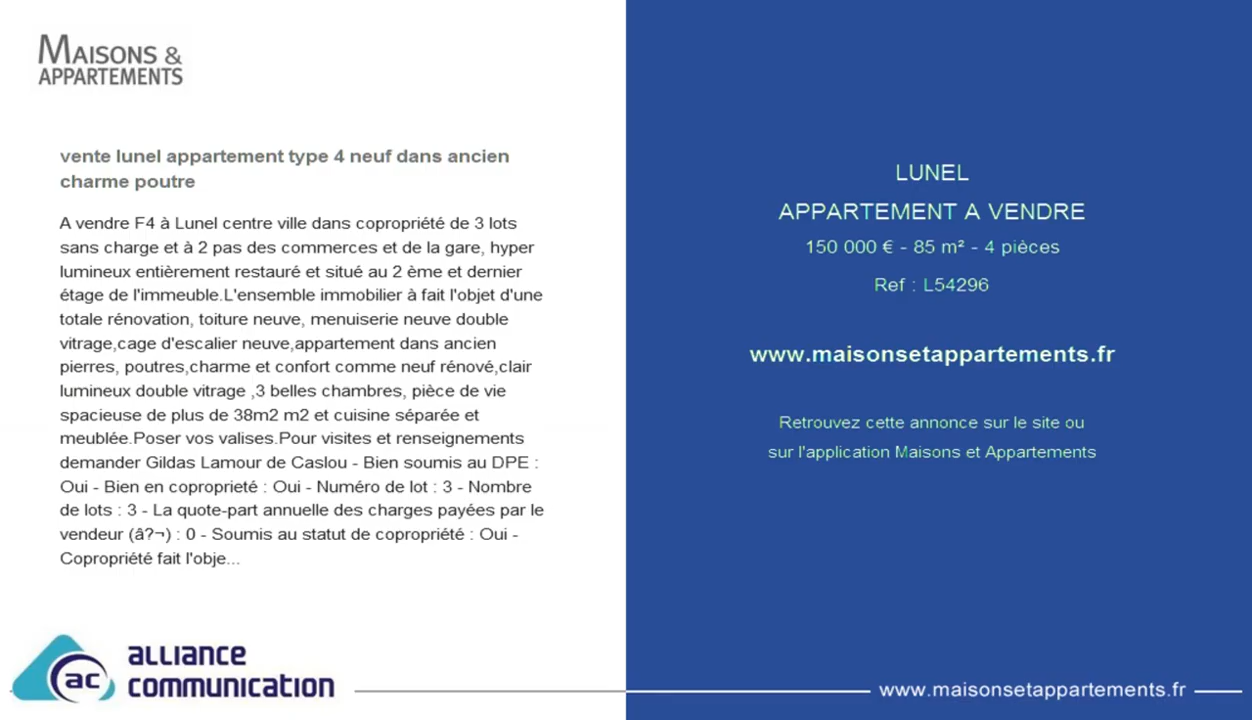 MAISONS &
APPARTEMENTS
vente lunel appartement type 4 neuf dans ancien
charme poutre
A vendre F4 à Lunel centre ville dans copropriété de 3 lots
sans charge et à 2 pas des commerces et de la gare, hyper
lumineux entièrement restauré et situé au 2 ème et dernier
étage de l'immeuble.L'ensemble immobilier à fait l'objet d'une
totale rénovation, toiture neuve, menuiserie neuve double
vitrage,cage d'escalier neuve,appartement dans ancien
pierres, poutres,charme et confort comme neuf rénové,clair
lumineux double vitrage ,3 belles chambres, pièce de vie
spacieuse de plus de 38m2 m2 et cuisine séparée et
meublée.Poser vos valises.Pour visites et renseignements
demander Gildas Lamour de Caslou - Bien soumis au DPE :
Oui - Bien en coproprieté : Oui - Numéro de lot : 3 - Nombre
de lots : 3 - La quote-part annuelle des charges payées par le
vendeur (â?¬) : 0 - Soumis au statut de copropriété : Oui -
Copropriété fait l'obje...
ac
alliance
communication
LUNEL
APPARTEMENT A VENDRE
150 000 € - 85 m² - 4 pièces
Ref : L54296
www.maisonsetappartements.fr
Retrouvez cette annonce sur le site ou
sur l'application Maisons et Appartements
www.maisonsetappartements.fr